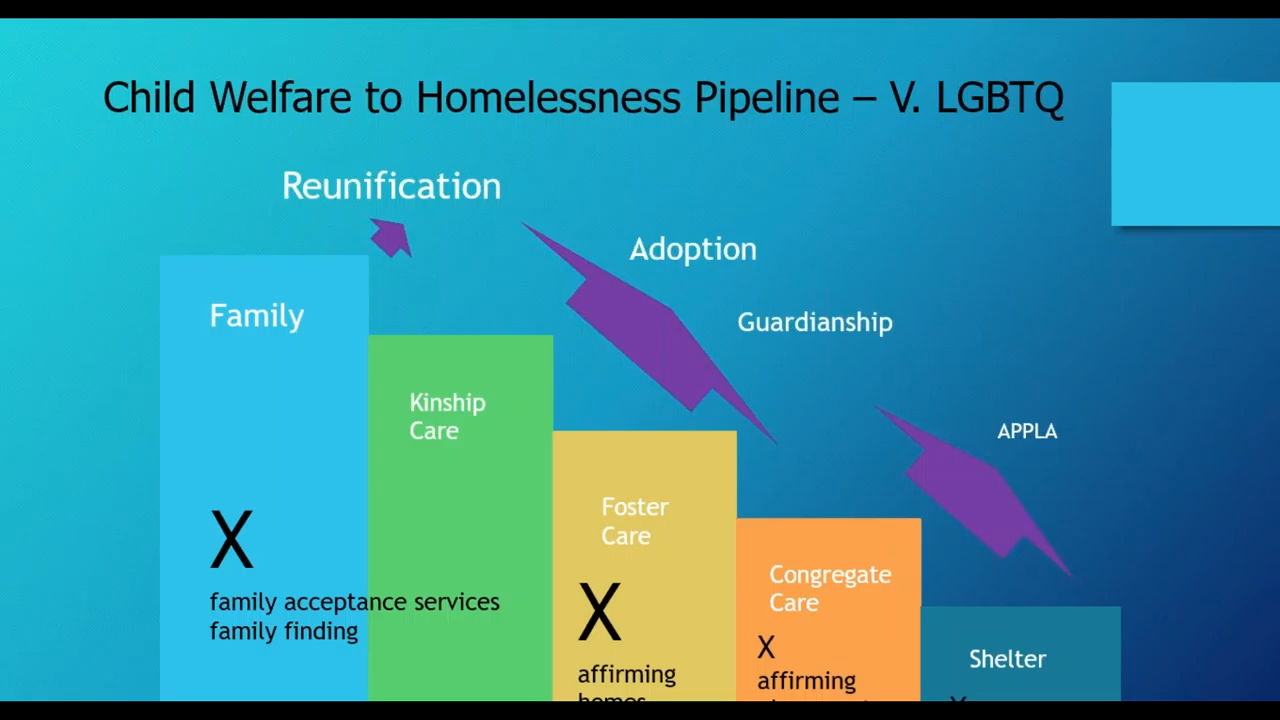 Child Welfare to Homelessness Pipeline – V. LGBTQ
Reunification
Adoption
Guardianship
APPLA
Family
Kinship
Care
Foster
Care
Congregate
Care
Shelter
X
family acceptance services
family finding
X
affirming
homes
X
affirming